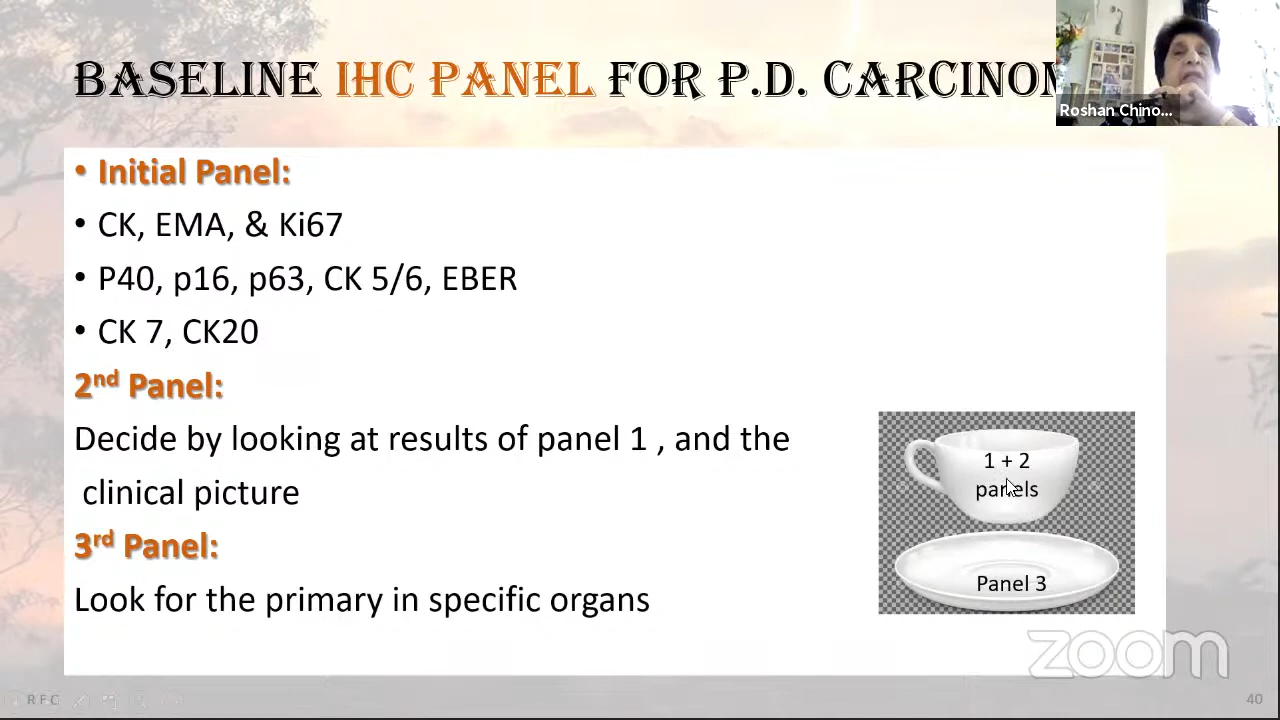 BASELINE IHC PANEL FOR P.D. CARCINOM
Roshan Chino...
• Initial Panel:
• CK, EMA, & Ki67
• P40, p16, p63, CK 5/6, EBER
• CK 7, CK20
2nd Panel:
Decide by looking at results of panel 1 , and the
clinical picture
3rd Panel:
Look for the primary in specific organs
1 + 2
panels
Panel 3
zoom
RFC
40